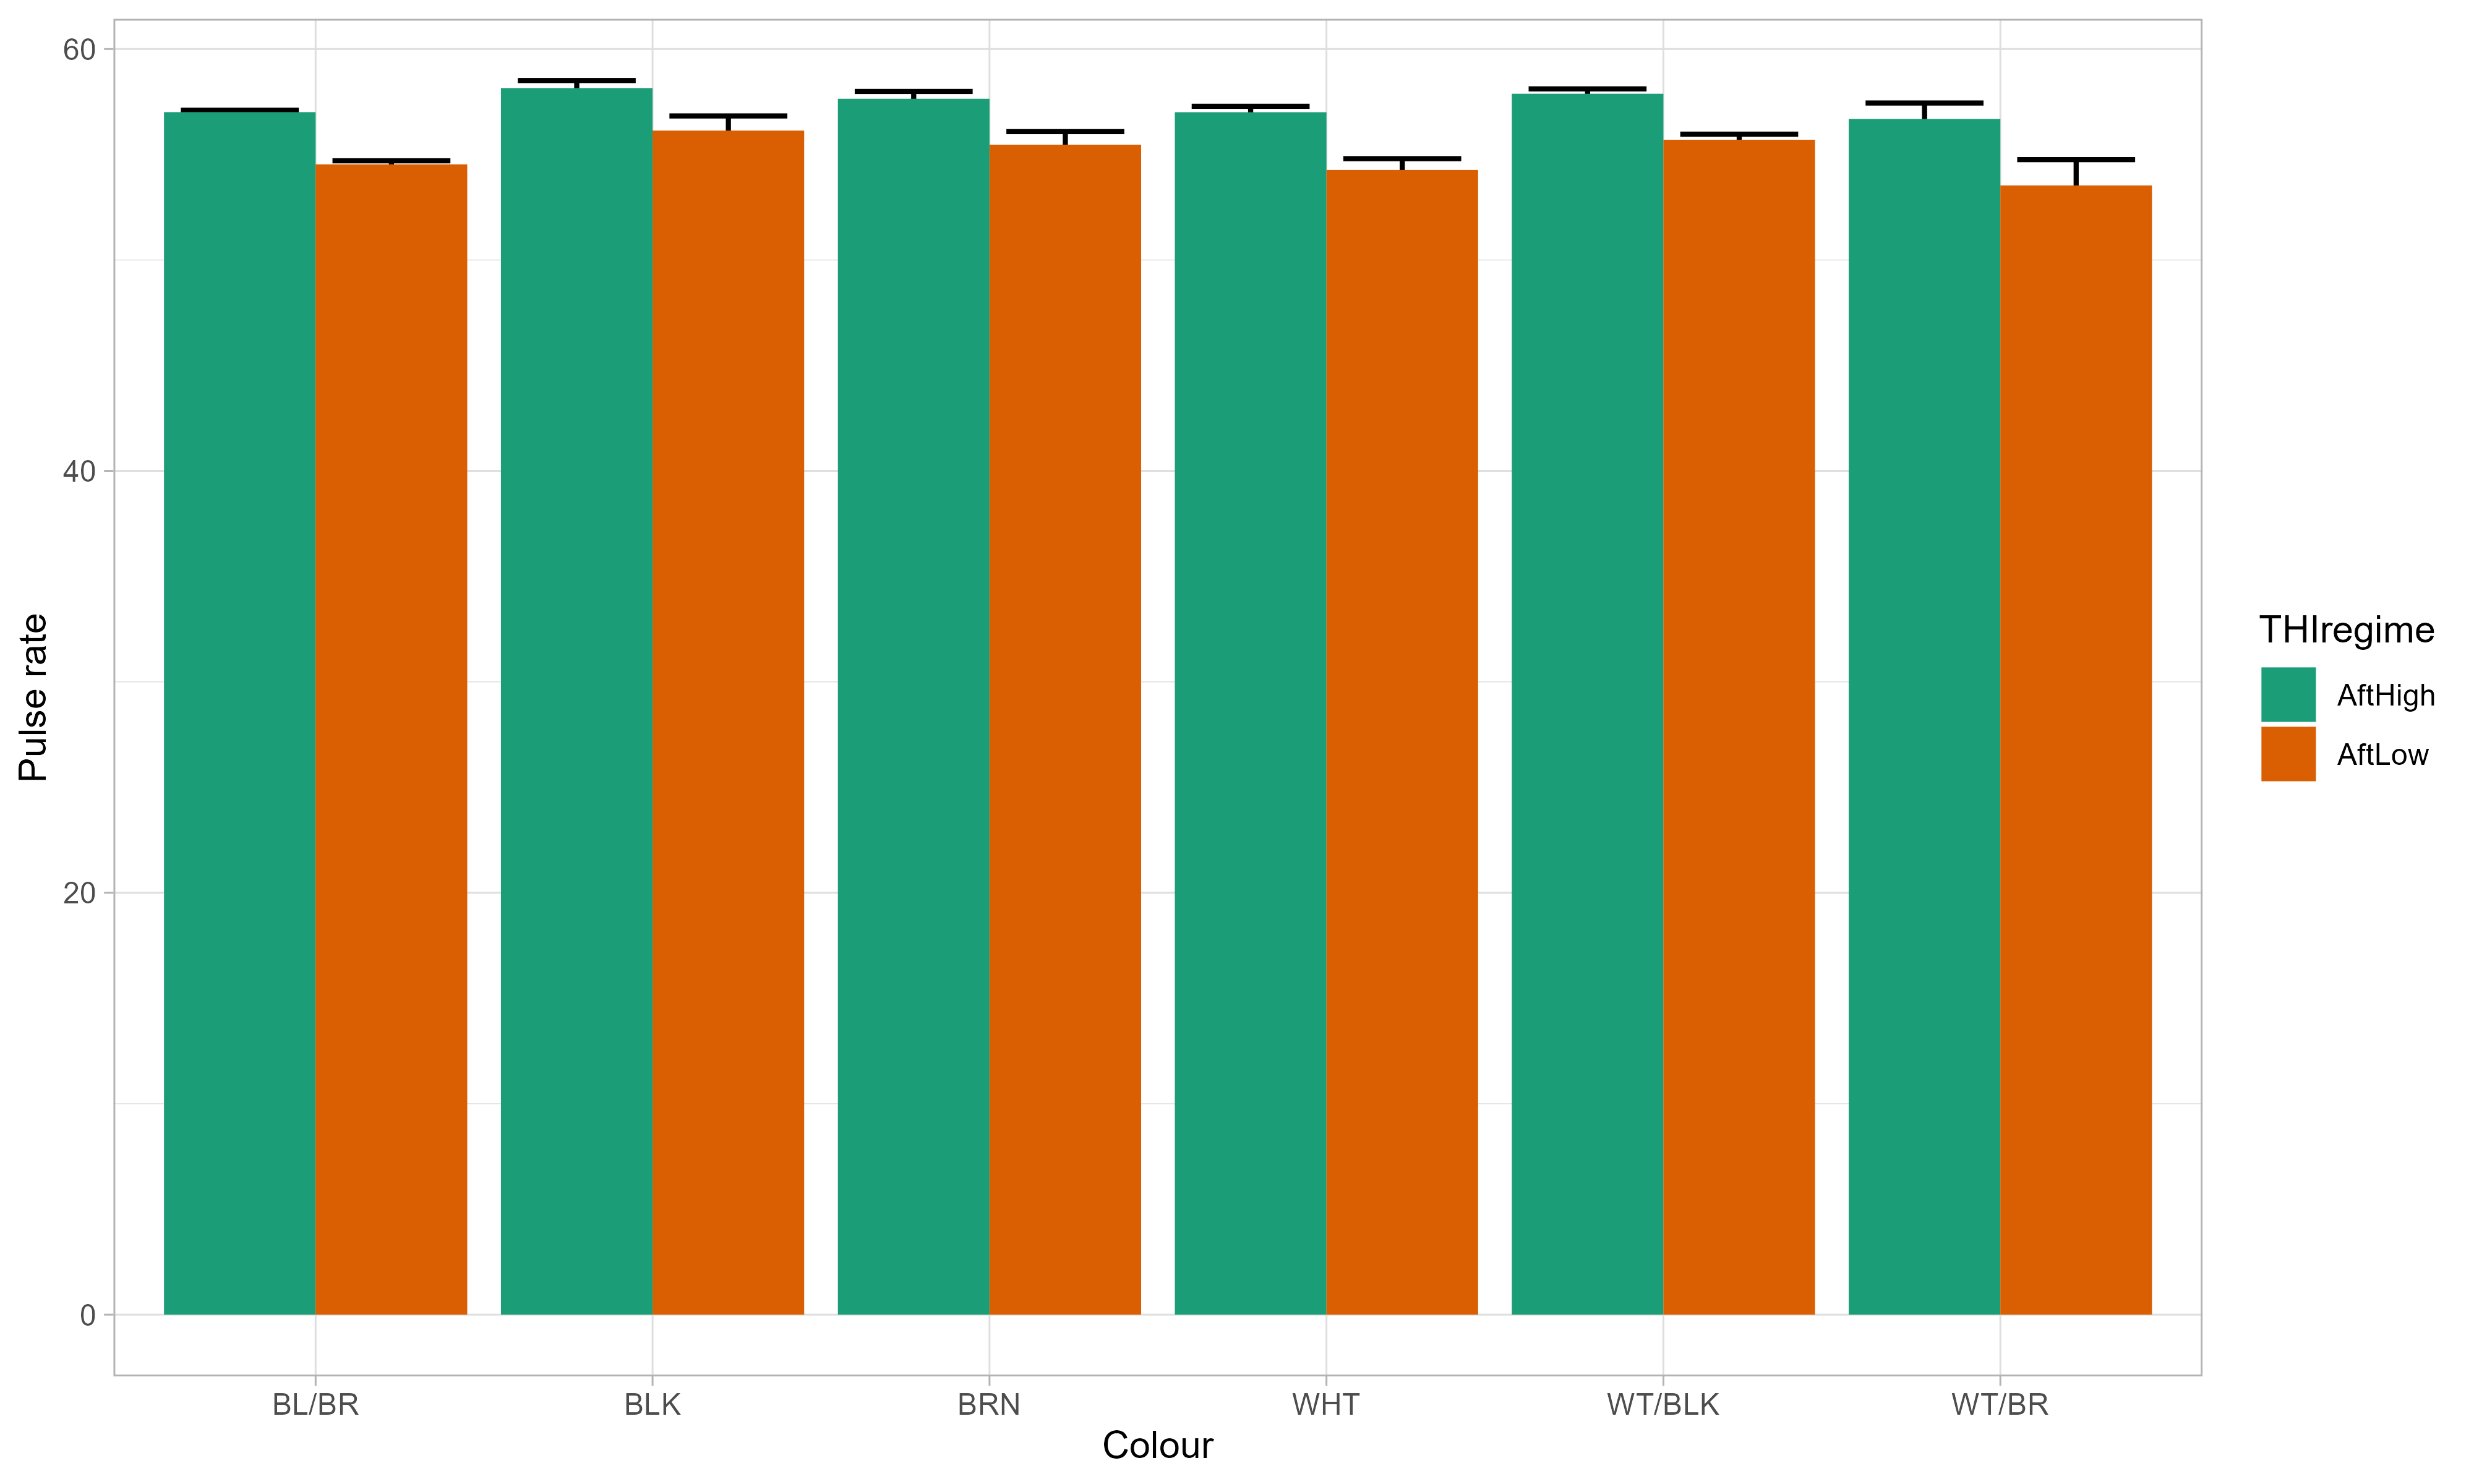 60
40
20
0
Pulse rate
BL/BR BLK BRN WHT WT/BLK WT/BR
Colour
THIregime
AftHigh
AftLow